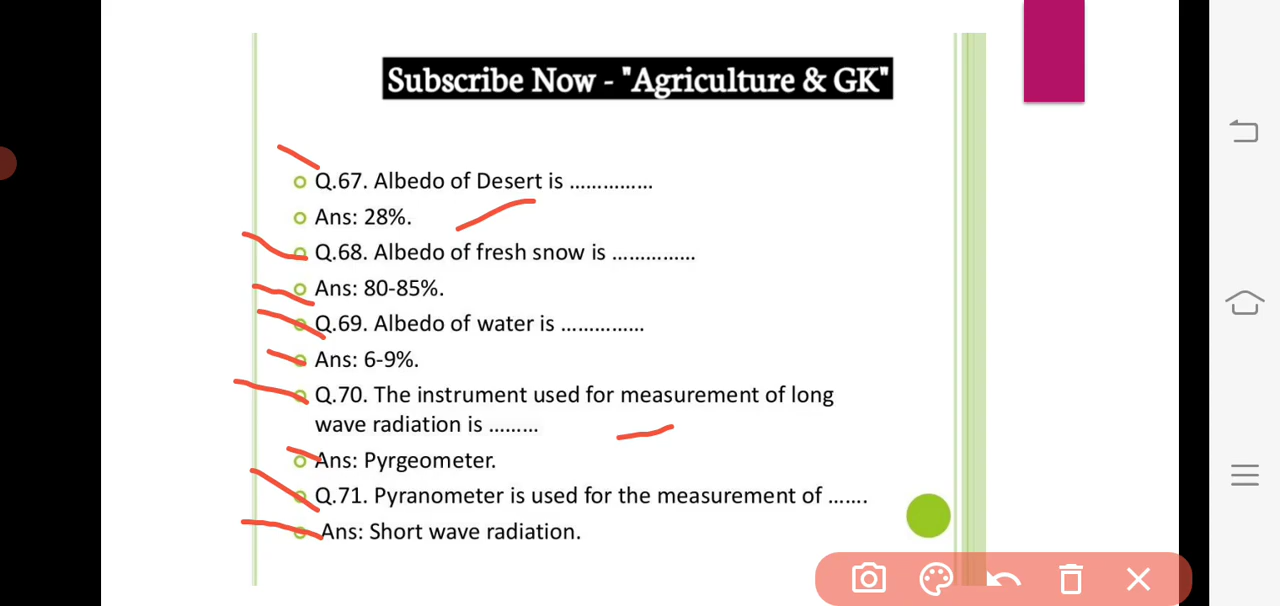 Subscribe Now - "Agriculture & GK"
Q.67. Albedo of Desert is ...............
Ans: 28%.
Q.68. Albedo of fresh snow is ...............
Ans: 80-85%.
Q.69. Albedo of water is ...............
Ans: 6-9%.
Q.70. The instrument used for measurement of long
wave radiation is .........
Ans: Pyrgeometer.
Q.71. Pyranometer is used for the measurement of .......
Ans: Short wave radiation.